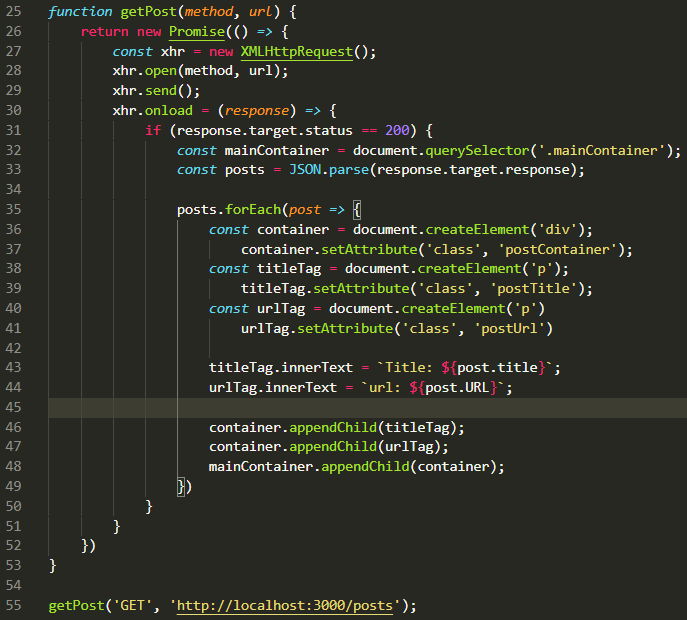 25 function getPost(method, url) {
26 return new Promise(() => {
27 const xhr = new XMLHttpRequest();
28 xhr.open(method, url);
29 xhr.send();
30 xhr.onload = (response) => {
31 if (response.target.status == 200) {
32 const mainContainer = document.querySelector('.mainContainer');
33 const posts = JSON.parse(response.target.response);
34
35 posts.forEach(post => {
36 const container = document.createElement('div');
37 container.setAttribute('class', 'postContainer');
38 const titleTag = document.createElement('p');
39 titleTag.setAttribute('class', 'postTitle');
40 const urlTag = document.createElement('p')
41 urlTag.setAttribute('class', 'postUrl')
42
43 titleTag.innerText = `Title: ${post.title}`;
44 urlTag.innerText = `url: ${post.URL}`;
45
46 container.appendChild(titleTag);
47 container.appendChild(urlTag);
48 mainContainer.appendChild(container);
49 })
50 }
51 }
52 })
53 }
54
55 getPost('GET', 'http://localhost:3000/posts');